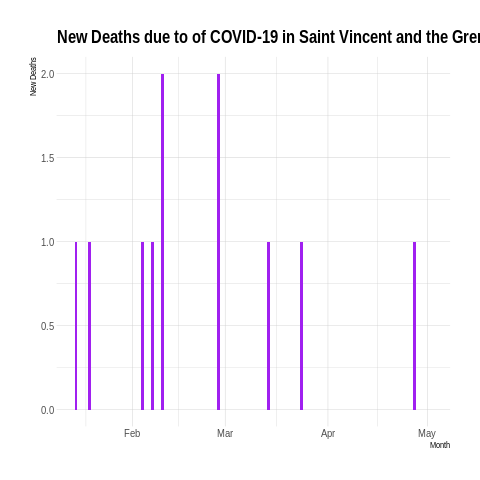 New Deaths due to of COVID-19 in Saint Vincent and the Gren
New Deaths
2.0
1.5
1.0
0.5
0.0
Feb Mar Apr May
Month